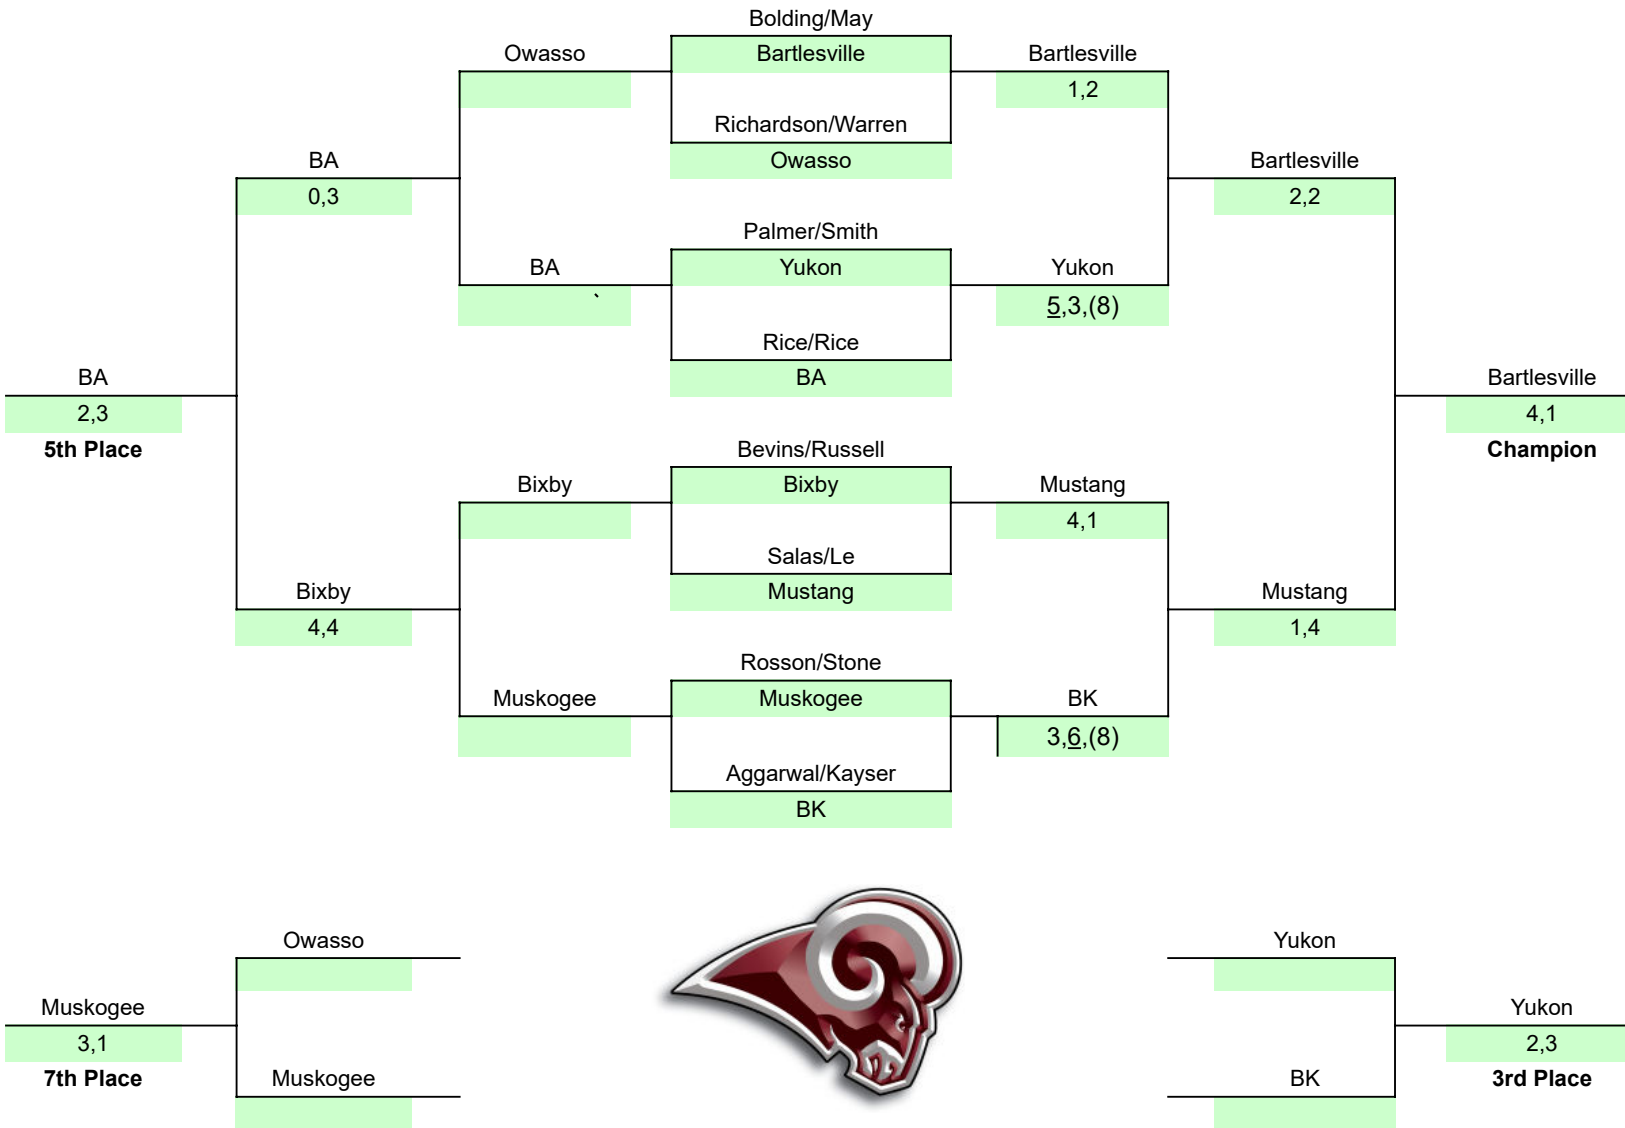 Bolding/May
Owasso Bartlesville Bartlesville
1,2
Richardson/Warren
BA Owasso Bartlesville
0,3 2,2
Palmer/Smith
BA Yukon Yukon
` 5,3,(8)
Rice/Rice
BA BA Bartlesville
2,3 4,1
5th Place Bevins/Russell Champion
Bixby Bixby Mustang
4,1
Salas/Le
Bixby Mustang Mustang
4,4 1,4
Rosson/Stone
Muskogee Muskogee BK
3,6,(8)
Aggarwal/Kayser
BK
Owasso Yukon
Muskogee Yukon
3,1 2,3
7th Place Muskogee BK 3rd Place